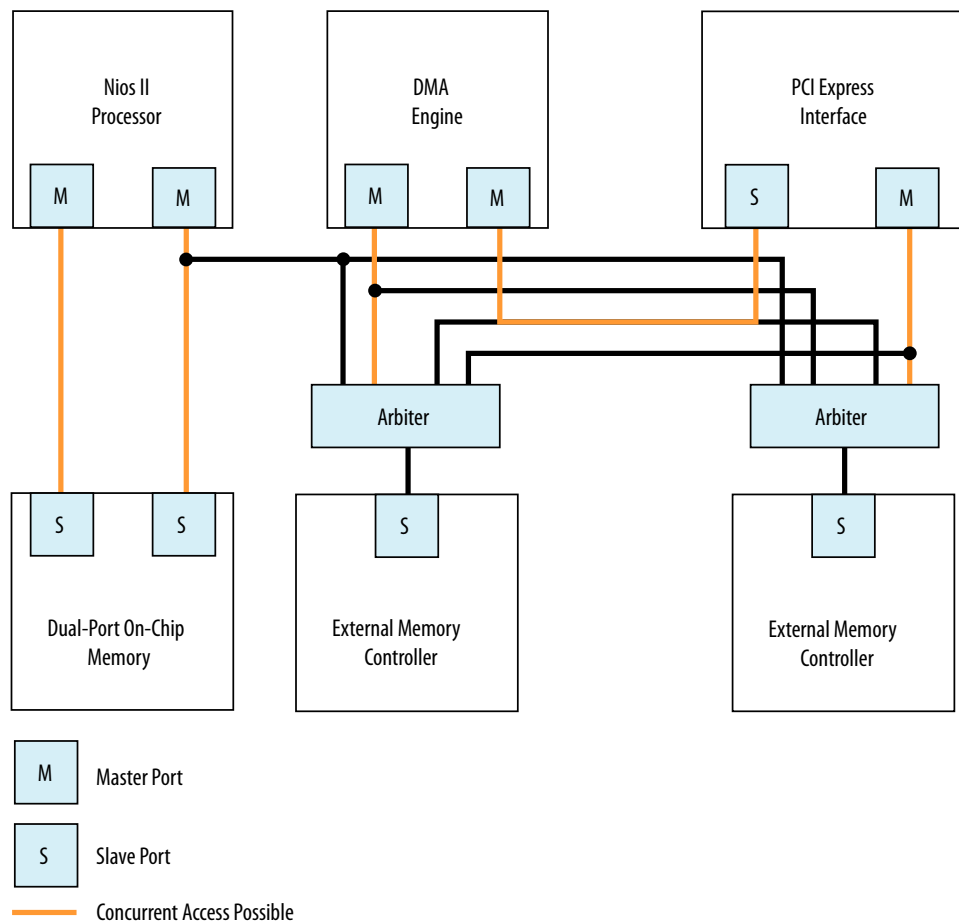 Nios II
Processor
M
M
DMA
Engine
M
M
PCI Express
Interface
S
M
Arbiter
Arbiter
S
S
Dual-Port On-Chip
Memory
S
External Memory
Controller
S
External Memory
Controller
M
Master Port
S
Slave Port
Concurrent Access Possible